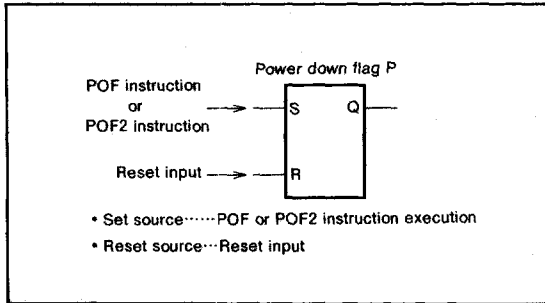 Power down flag P
POF instruction
or
POF2 instruction
S
Q
Reset input
R
• Set source······POF or POF2 instruction execution
• Reset source···Reset input